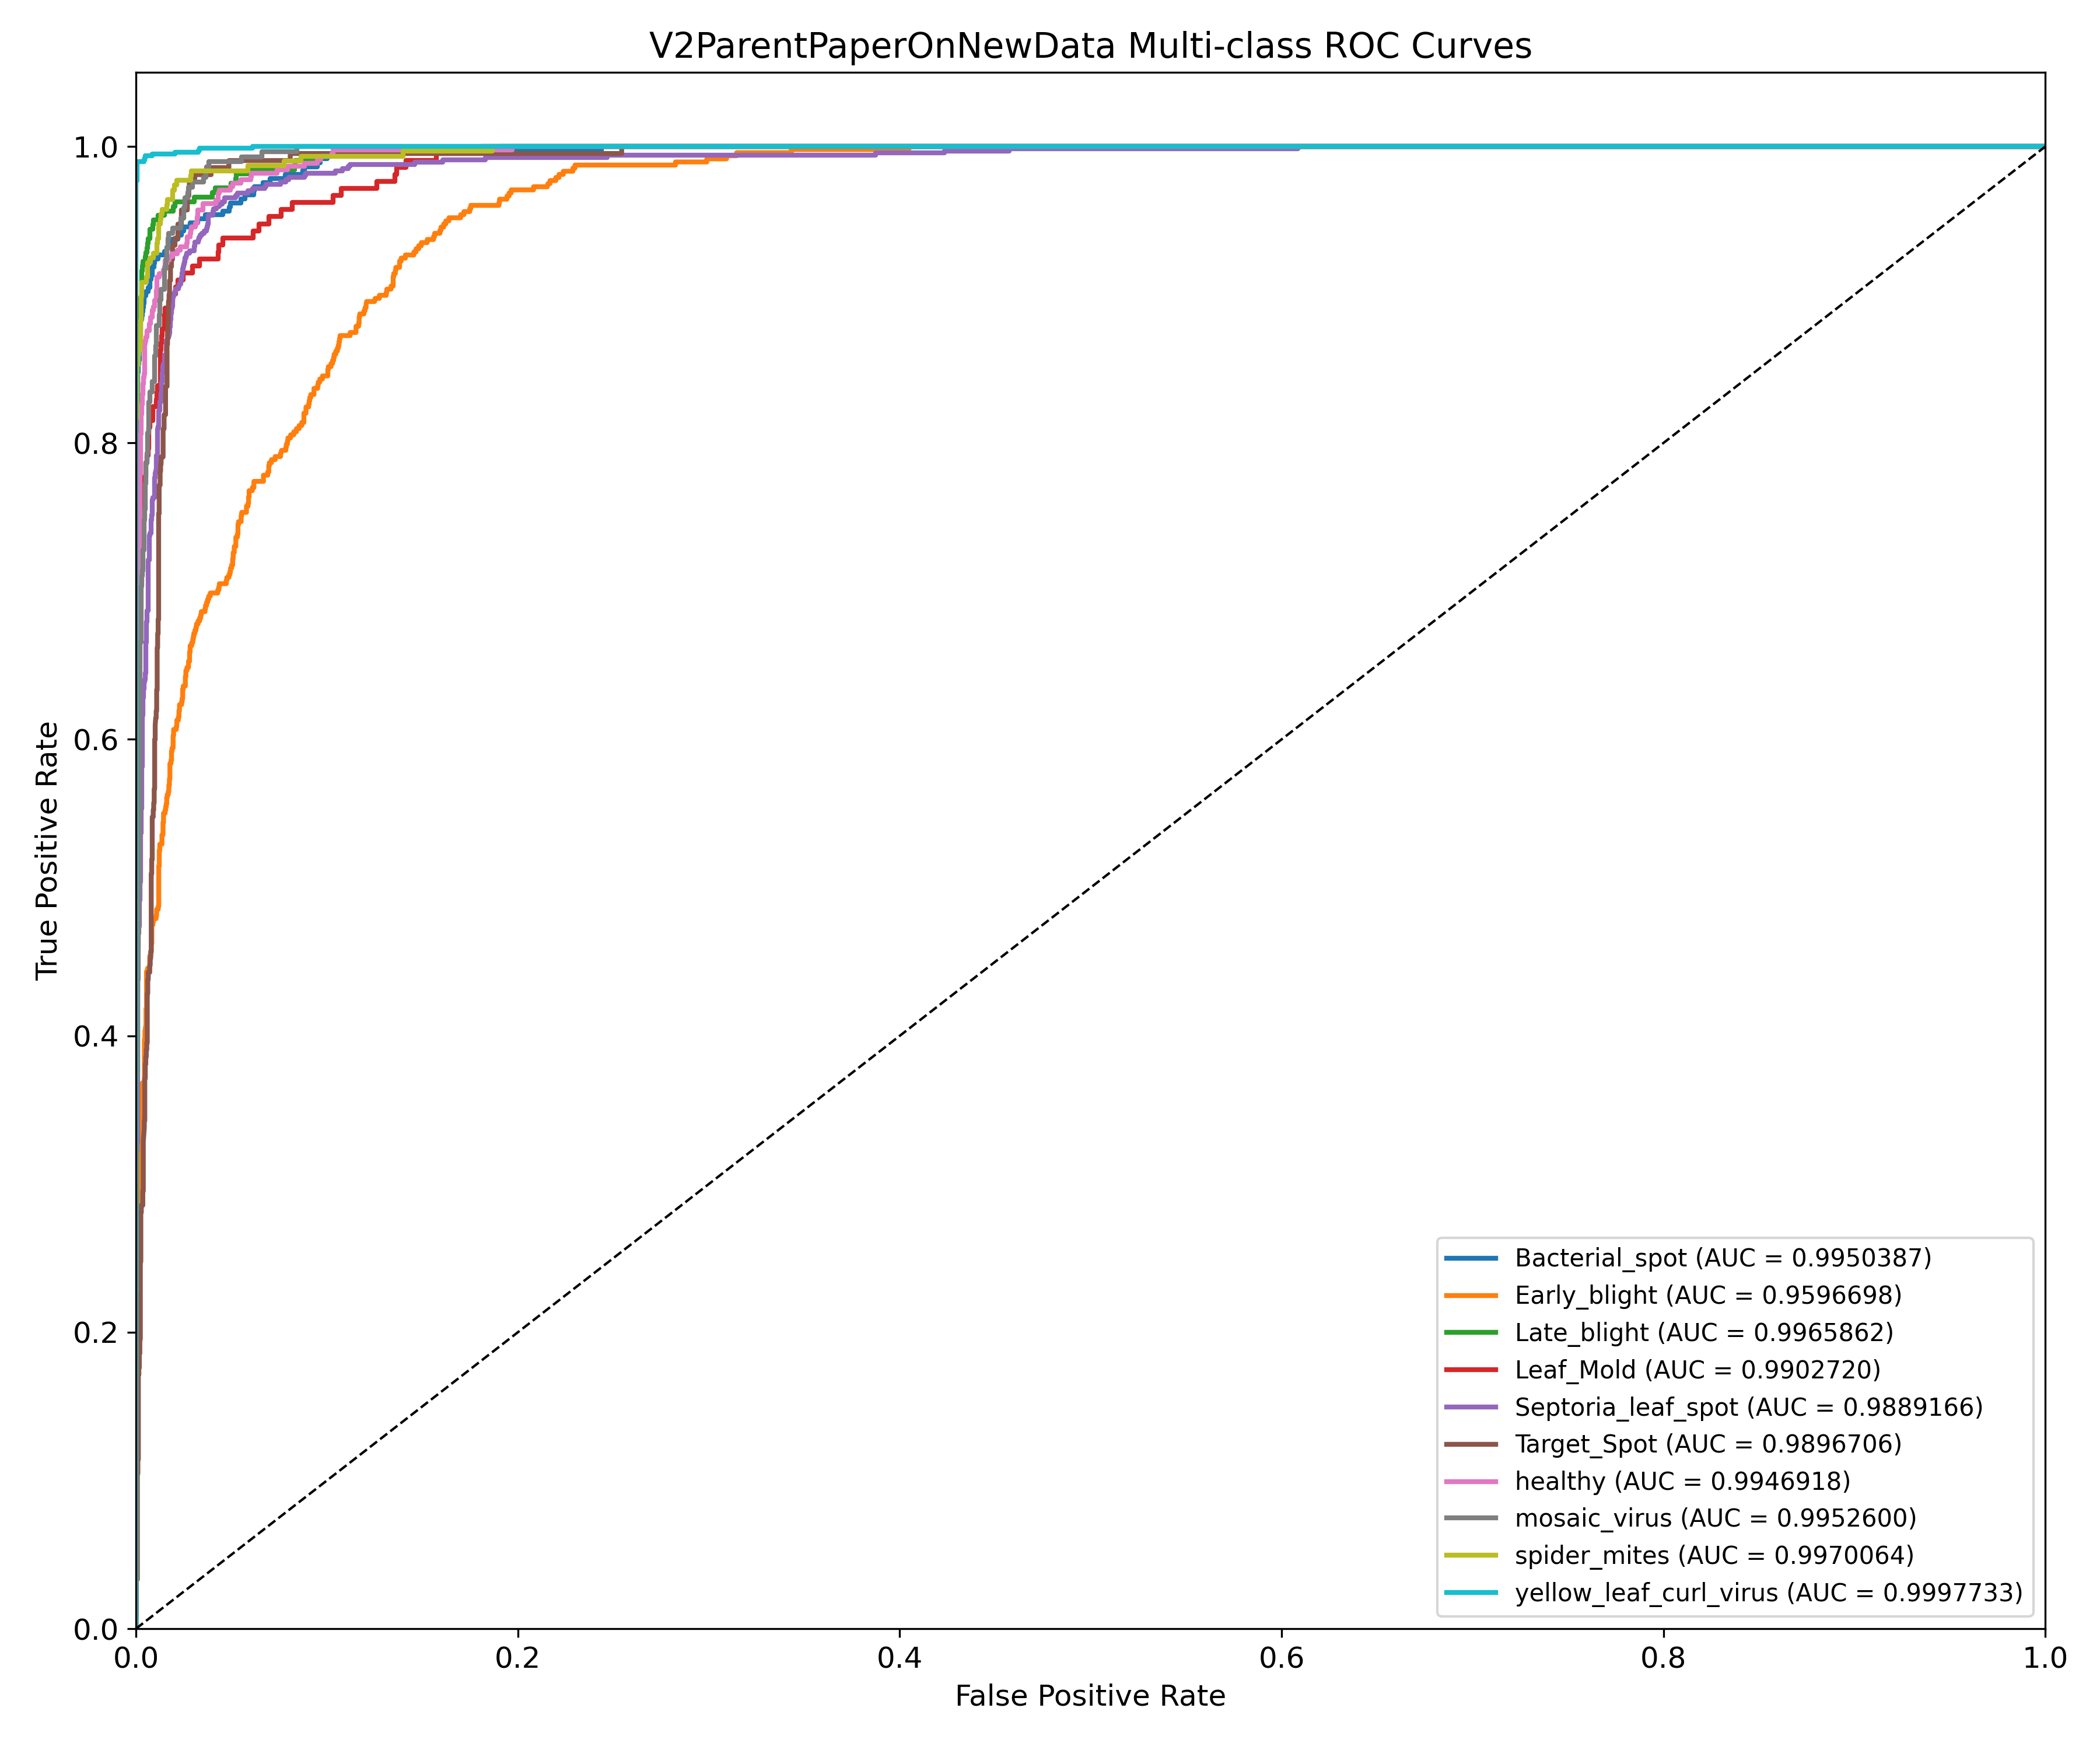 V2ParentPaperOnNewData Multi-class ROC Curves
1.0
0.8
0.6
0.4
0.2
0.0
True Positive Rate
0.0 0.2 0.4 0.6 0.8 1.0
False Positive Rate
Bacterial_spot (AUC = 0.9950387)
Early_blight (AUC = 0.9596698)
Late_blight (AUC = 0.9965862)
Leaf_Mold (AUC = 0.9902720)
Septoria_leaf_spot (AUC = 0.9889166)
Target_Spot (AUC = 0.9896706)
healthy (AUC = 0.9946918)
mosaic_virus (AUC = 0.9952600)
spider_mites (AUC = 0.9970064)
yellow_leaf_curl_virus (AUC = 0.9997733)